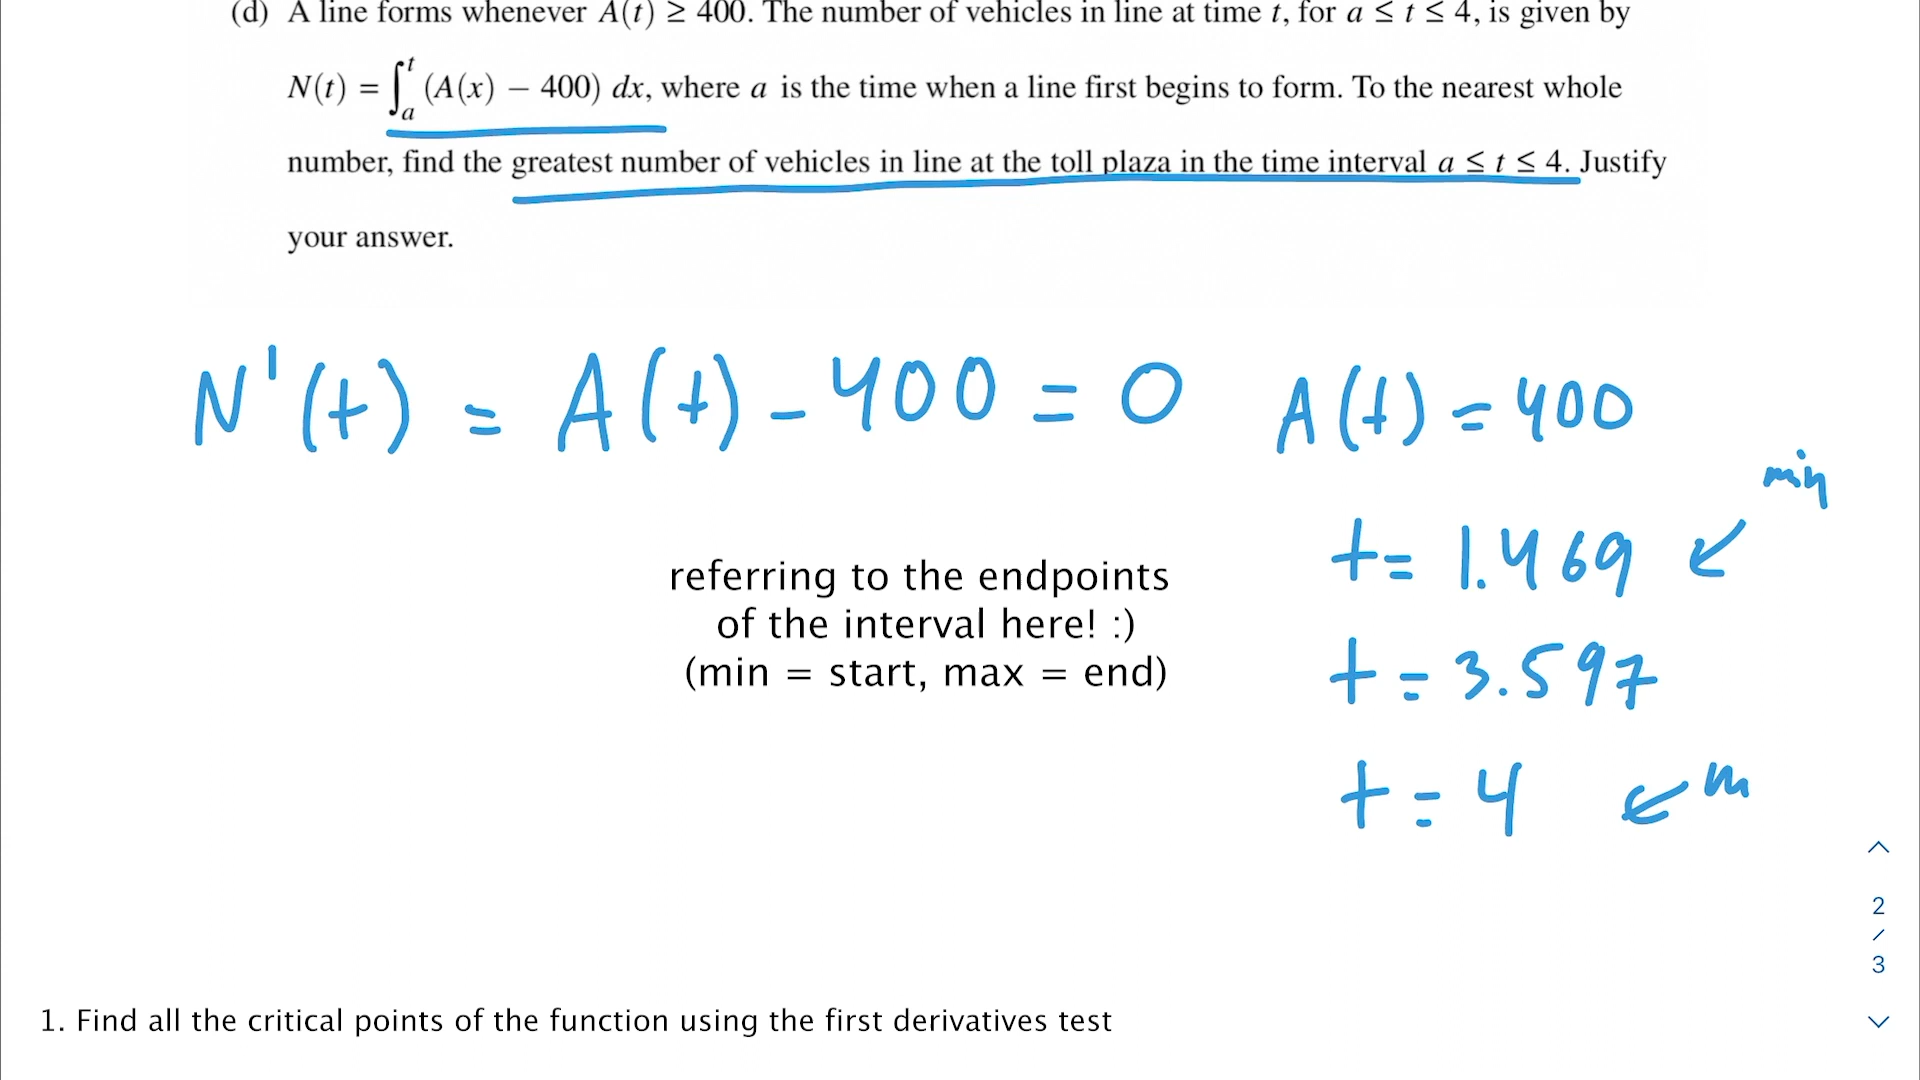 (d) A line forms whenever A(t) ≥ 400. The number of vehicles in line at time t, for a ≤ t ≤ 4, is given by
N(t) = ∫ₐᵗ (A(x) − 400) dx, where a is the time when a line first begins to form. To the nearest whole
number, find the greatest number of vehicles in line at the toll plaza in the time interval a ≤ t ≤ 4. Justify
your answer.
N'(t) = A(t) - 400 = 0 A(t) = 400
min
t = 1.469
referring to the endpoints
of the interval here! :)
(min = start, max = end)
t = 3.597
t = 4 m
2
/
3
1. Find all the critical points of the function using the first derivatives test